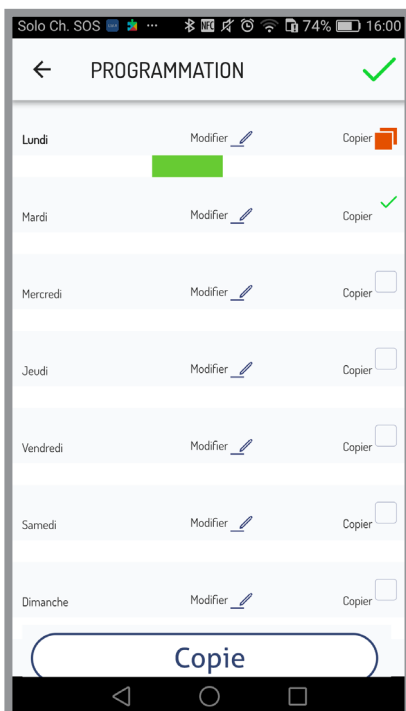 Solo Ch. SOS ... 74% 16:00
PROGRAMMATION
Lundi Modifier Copier
Mardi Modifier Copier
Mercredi Modifier Copier
Jeudi Modifier Copier
Vendredi Modifier Copier
Samedi Modifier Copier
Dimanche Modifier Copier
Copie